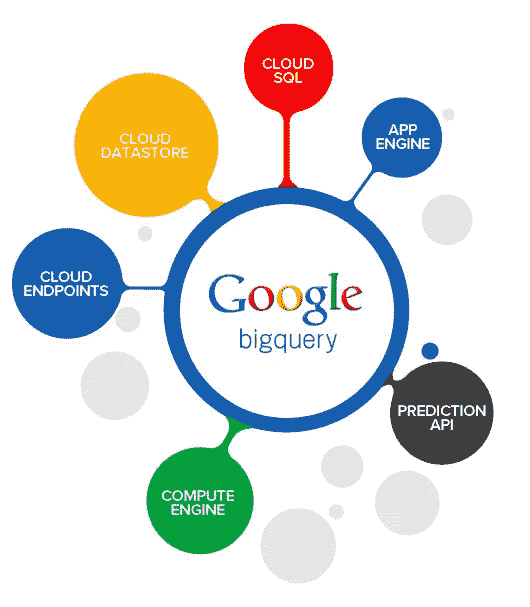 CLOUD
SQL
APP
ENGINE
CLOUD
DATASTORE
CLOUD
ENDPOINTS
Google
bigquery
PREDICTION
API
COMPUTE
ENGINE